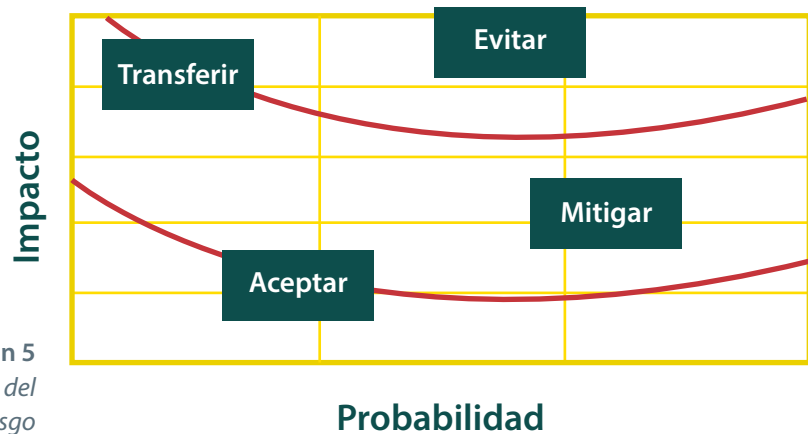 Evitar
Transferir
Impacto
Mitigar
Aceptar
n 5
del
sgo
Probabilidad